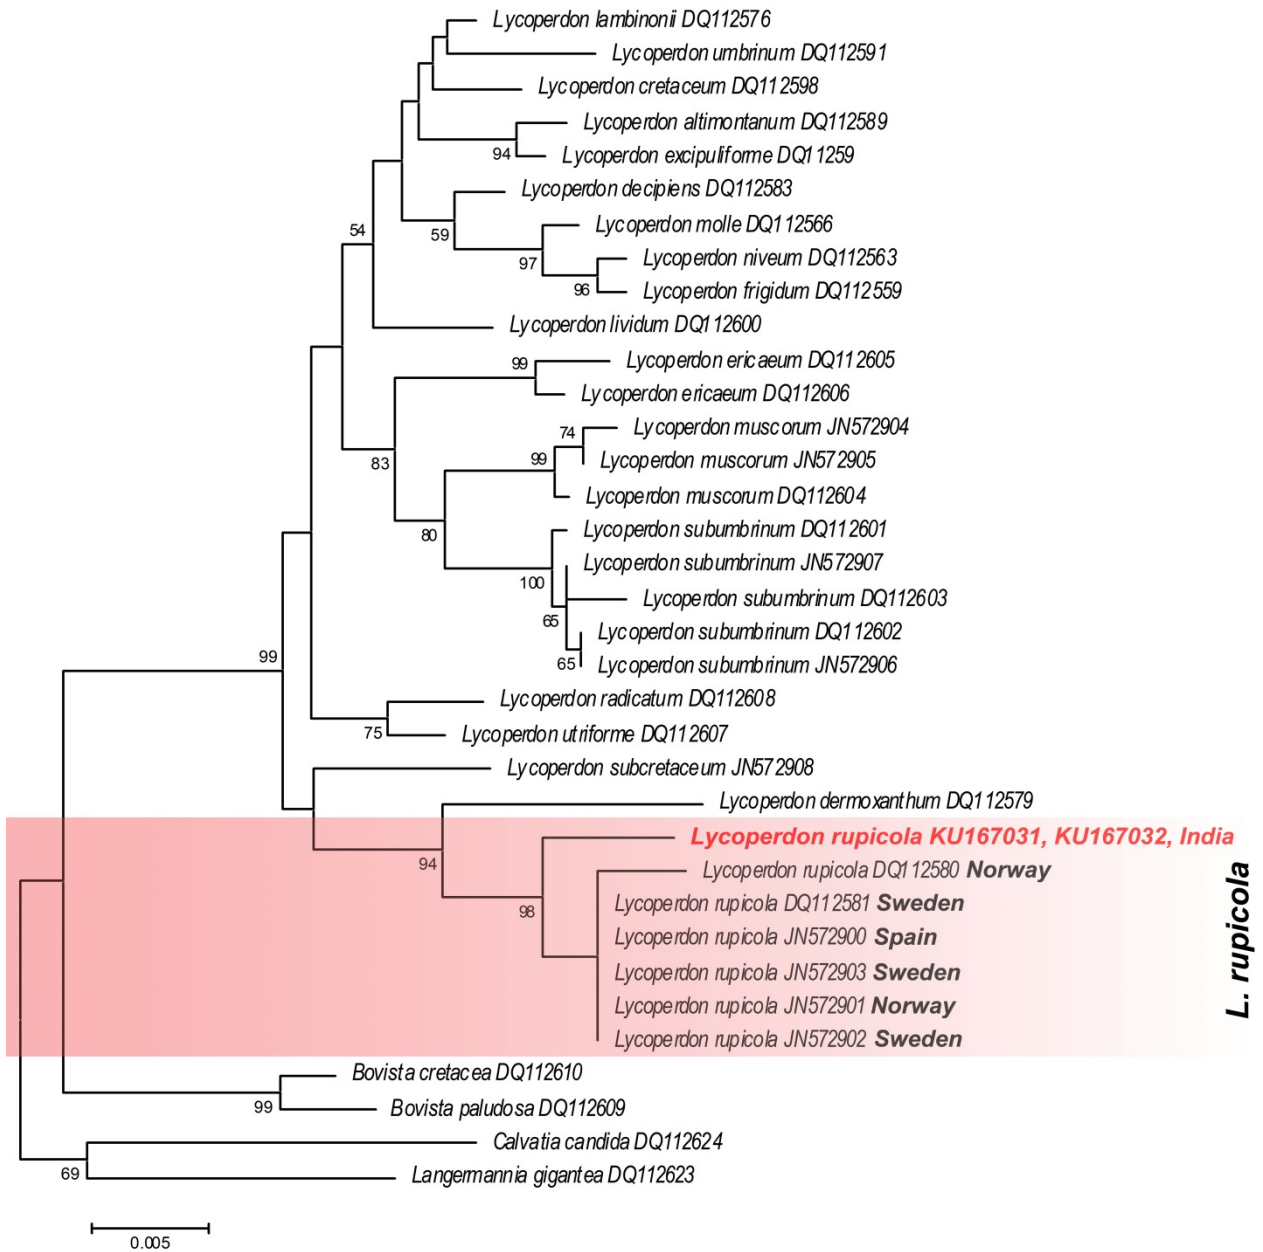 Lycoperdon lambinonii DQ112576
Lycoperdon umbrinum DQ112591
Lycoperdon cretaceum DQ112598
Lycoperdon altimontanum DQ112589
94
Lycoperdon excipuliforme DQ11259
Lycoperdon decipiens DQ112583
54
59
Lycoperdon molle DQ112566
97
Lycoperdon niveum DQ112563
96
Lycoperdon frigidum DQ112559
Lycoperdon lividum DQ112600
99
Lycoperdon ericaeum DQ112605
Lycoperdon ericaeum DQ112606
74
Lycoperdon muscorum JN572904
83
99
Lycoperdon muscorum JN572905
Lycoperdon muscorum DQ112604
80
Lycoperdon subumbrinum DQ112601
100
Lycoperdon subumbrinum JN572907
Lycoperdon subumbrinum DQ112603
65
Lycoperdon subumbrinum DQ112602
65
Lycoperdon subumbrinum JN572906
99
Lycoperdon radicatum DQ112608
75
Lycoperdon utriforme DQ112607
Lycoperdon subcretaceum JN572908
Lycoperdon dermoxanthum DQ112579
Lycoperdon rupicola KU167031, KU167032, India
94
Lycoperdon rupicola DQ112580 Norway
98
Lycoperdon rupicola DQ112581 Sweden
Lycoperdon rupicola JN572900 Spain
Lycoperdon rupicola JN572903 Sweden
Lycoperdon rupicola JN572901 Norway
Lycoperdon rupicola JN572902 Sweden
L. rupicola
Bovista cretacea DQ112610
99
Bovista paludosa DQ112609
Calvatia candida DQ112624
69
Langermannia gigantea DQ112623
0.005